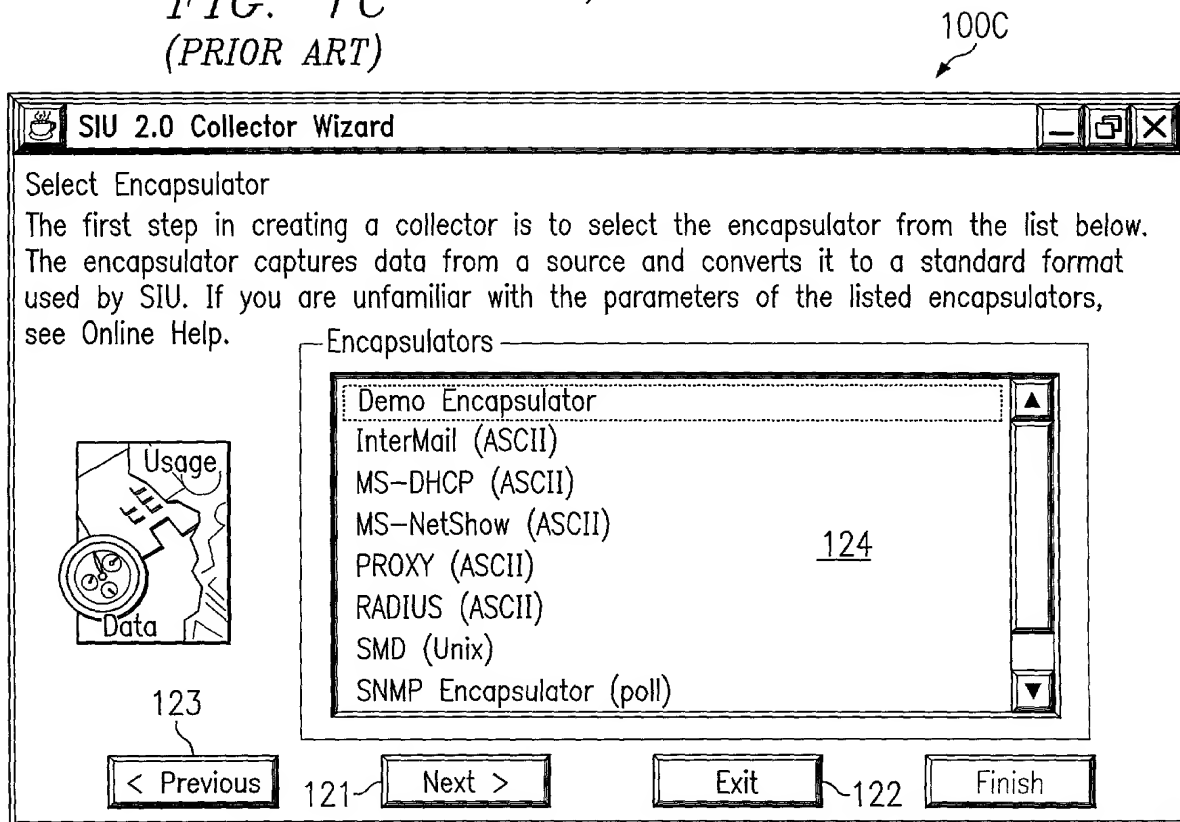 FIG. 1C
(PRIOR ART)
100C
SIU 2.0 Collector Wizard
Select Encapsulator
The first step in creating a collector is to select the encapsulator from the list below.
The encapsulator captures data from a source and converts it to a standard format
used by SIU. If you are unfamiliar with the parameters of the listed encapsulators,
see Online Help.
Encapsulators
Demo Encapsulator
InterMail (ASCII)
MS-DHCP (ASCII)
MS-NetShow (ASCII)
PROXY (ASCII)
RADIUS (ASCII)
SMD (Unix)
SNMP Encapsulator (poll)
124
Usage
Data
123
< Previous
121
Next >
Exit
122
Finish